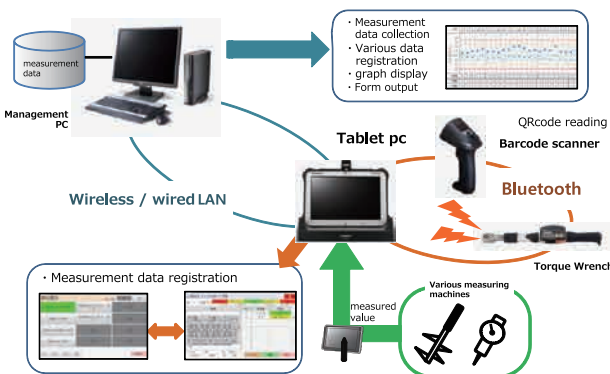 measurement
data
Management
PC
・Measurement
data collection
・Various data
registration
・graph display
・Form output
QRcode reading
Barcode scanner
Tablet pc
Wireless / wired LAN
Bluetooth
Torque Wrench
・Measurement data registration
measured
value
Various measuring
machines